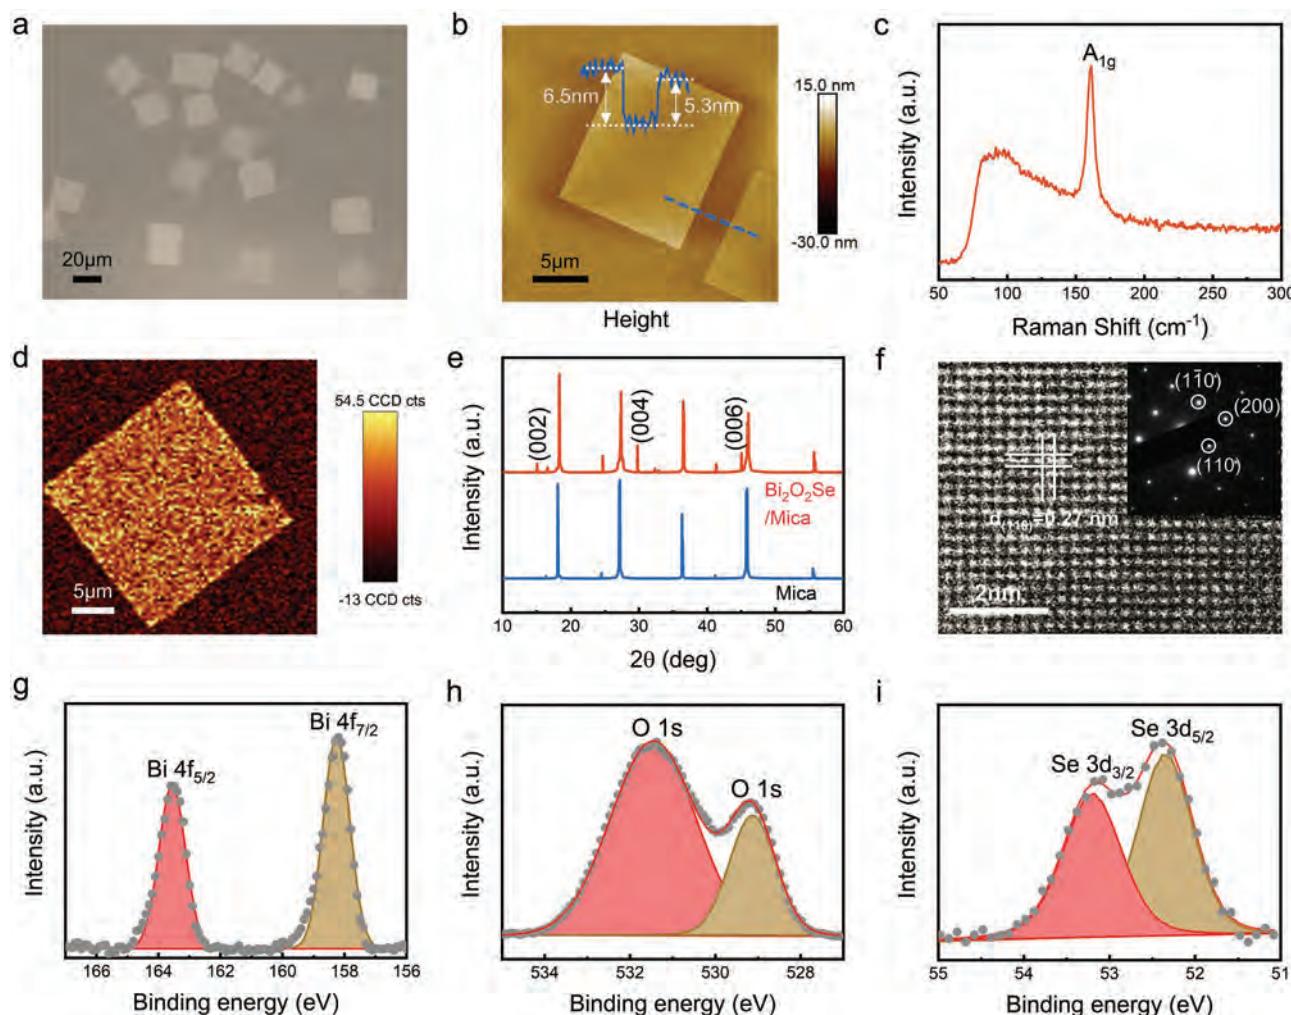 a
20µm
b
6.5nm
5.3nm
5µm
Height
15.0 nm
-30.0 nm
c
A1g
Intensity (a.u.)
50 100 150 200 250 300
Raman Shift (cm-1)
d
5µm
54.5 CCD cts
-13 CCD cts
e
Intensity (a.u.)
(002)
(004)
(006)
Bi2O2Se
/Mica
Mica
10 20 30 40 50 60
2θ (deg)
f
(11̄0)
(200)
(110)
d(110)=0.27 nm
2nm
g
Intensity (a.u.)
Bi 4f5/2
Bi 4f7/2
166 164 162 160 158 156
Binding energy (eV)
h
Intensity (a.u.)
O 1s
O 1s
534 532 530 528
Binding energy (eV)
i
Intensity (a.u.)
Se 3d3/2
Se 3d5/2
55 54 53 52 51
Binding energy (eV)